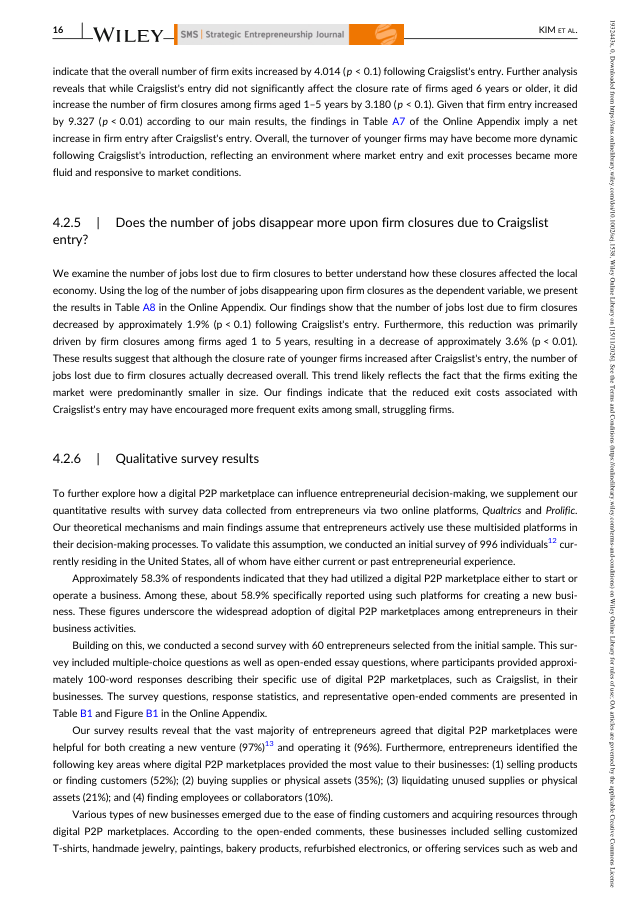 16
WILEY
SMS | Strategic Entrepreneurship Journal
KIM ET AL.
indicate that the overall number of firm exits increased by 4.014 (p < 0.1) following Craigslist's entry. Further analysis
reveals that while Craigslist's entry did not significantly affect the closure rate of firms aged 6 years or older, it did
increase the number of firm closures among firms aged 1–5 years by 3.180 (p < 0.1). Given that firm entry increased
by 9.327 (p < 0.01) according to our main results, the findings in Table A7 of the Online Appendix imply a net
increase in firm entry after Craigslist's entry. Overall, the turnover of younger firms may have become more dynamic
following Craigslist's introduction, reflecting an environment where market entry and exit processes became more
fluid and responsive to market conditions.
4.2.5 | Does the number of jobs disappear more upon firm closures due to Craigslist
entry?
We examine the number of jobs lost due to firm closures to better understand how these closures affected the local
economy. Using the log of the number of jobs disappearing upon firm closures as the dependent variable, we present
the results in Table A8 in the Online Appendix. Our findings show that the number of jobs lost due to firm closures
decreased by approximately 1.9% (p < 0.1) following Craigslist's entry. Furthermore, this reduction was primarily
driven by firm closures among firms aged 1 to 5 years, resulting in a decrease of approximately 3.6% (p < 0.01).
These results suggest that although the closure rate of younger firms increased after Craigslist's entry, the number of
jobs lost due to firm closures actually decreased overall. This trend likely reflects the fact that the firms exiting the
market were predominantly smaller in size. Our findings indicate that the reduced exit costs associated with
Craigslist's entry may have encouraged more frequent exits among small, struggling firms.
4.2.6 | Qualitative survey results
To further explore how a digital P2P marketplace can influence entrepreneurial decision-making, we supplement our
quantitative results with survey data collected from entrepreneurs via two online platforms, Qualtrics and Prolific.
Our theoretical mechanisms and main findings assume that entrepreneurs actively use these multisided platforms in
their decision-making processes. To validate this assumption, we conducted an initial survey of 996 individuals12 cur-
rently residing in the United States, all of whom have either current or past entrepreneurial experience.
Approximately 58.3% of respondents indicated that they had utilized a digital P2P marketplace either to start or
operate a business. Among these, about 58.9% specifically reported using such platforms for creating a new busi-
ness. These figures underscore the widespread adoption of digital P2P marketplaces among entrepreneurs in their
business activities.
Building on this, we conducted a second survey with 60 entrepreneurs selected from the initial sample. This sur-
vey included multiple-choice questions as well as open-ended essay questions, where participants provided approxi-
mately 100-word responses describing their specific use of digital P2P marketplaces, such as Craigslist, in their
businesses. The survey questions, response statistics, and representative open-ended comments are presented in
Table B1 and Figure B1 in the Online Appendix.
Our survey results reveal that the vast majority of entrepreneurs agreed that digital P2P marketplaces were
helpful for both creating a new venture (97%)13 and operating it (96%). Furthermore, entrepreneurs identified the
following key areas where digital P2P marketplaces provided the most value to their businesses: (1) selling products
or finding customers (52%); (2) buying supplies or physical assets (35%); (3) liquidating unused supplies or physical
assets (21%); and (4) finding employees or collaborators (10%).
Various types of new businesses emerged due to the ease of finding customers and acquiring resources through
digital P2P marketplaces. According to the open-ended comments, these businesses included selling customized
T-shirts, handmade jewelry, paintings, bakery products, refurbished electronics, or offering services such as web and